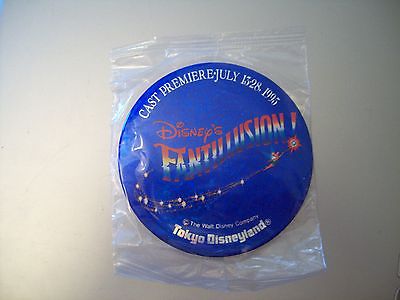 CAST PREMIERE•JULY 15•28, 1995
DISNEY'S
FANTILLUSION!
© The Walt Disney Company
Tokyo Disneyland®